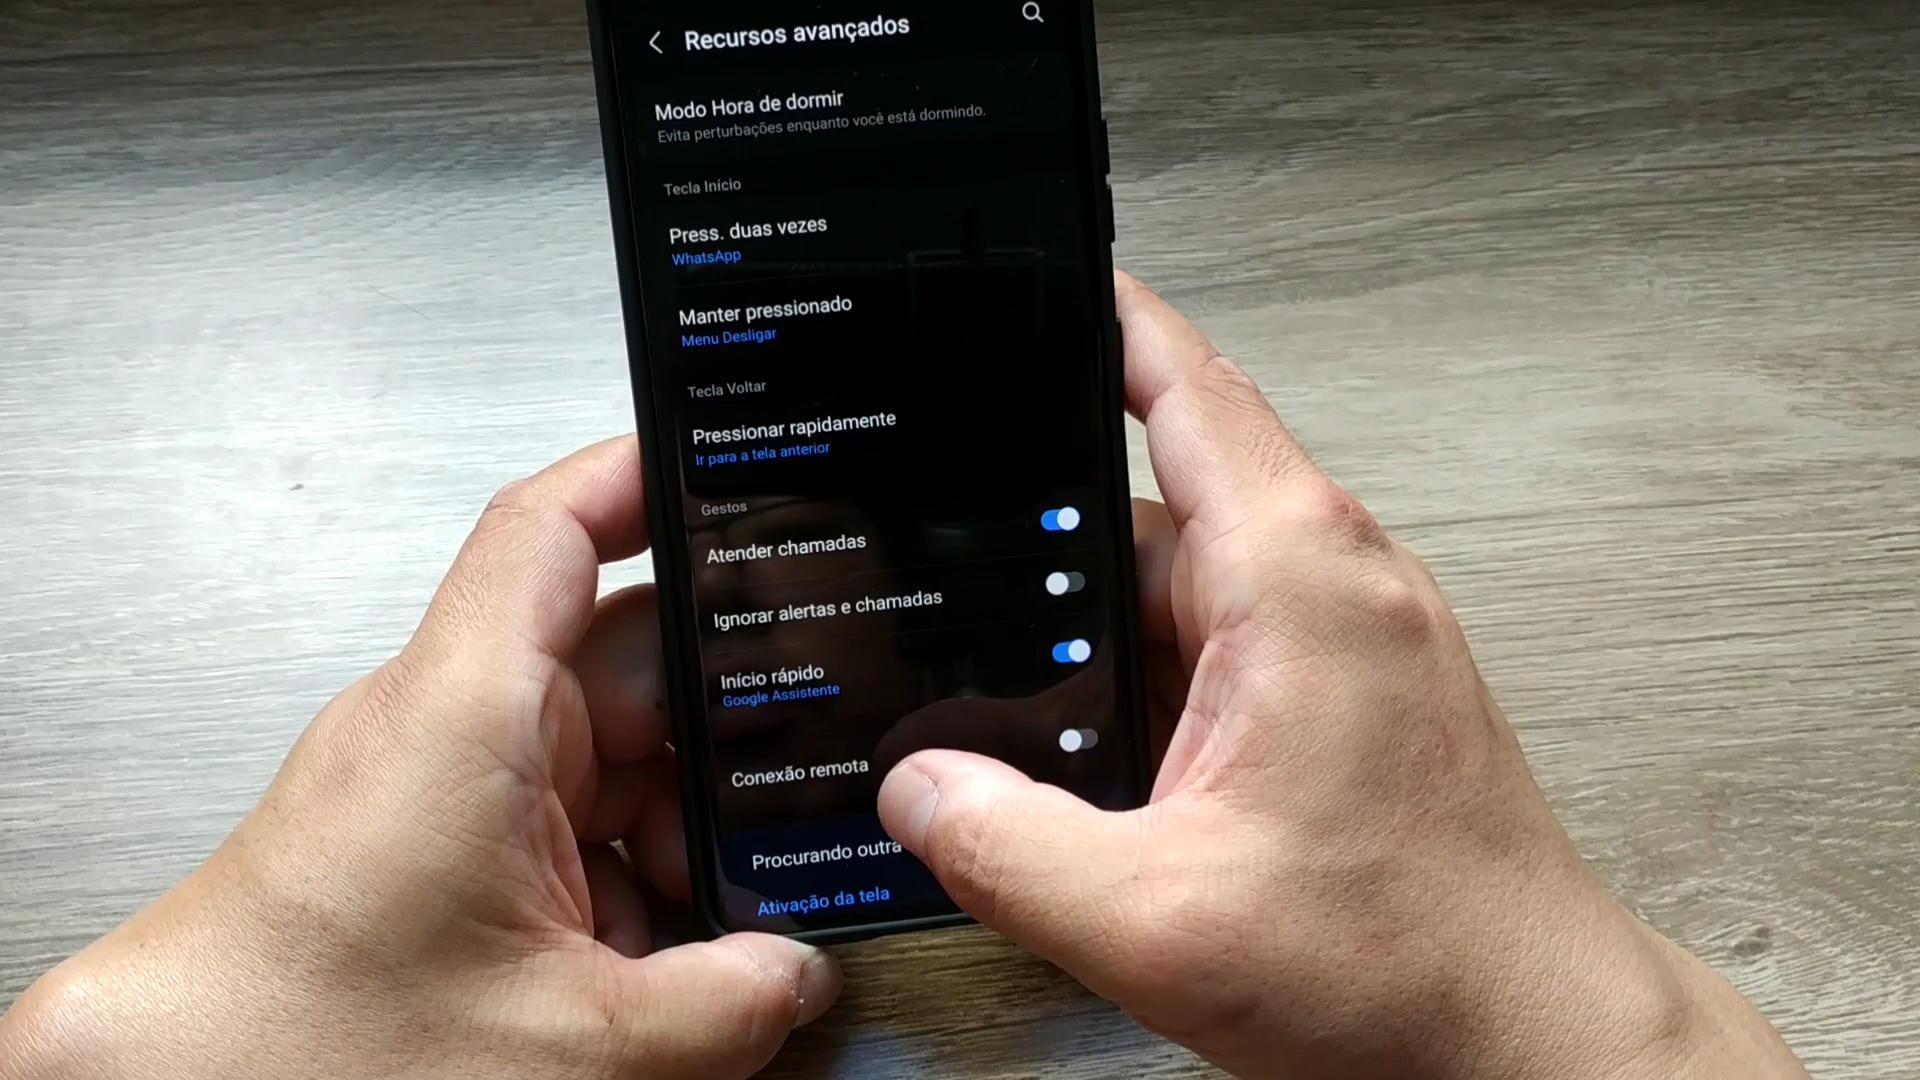 Recursos avançados
Modo Hora de dormir
Evita perturbações enquanto você está dormindo.
Tecla Início
Press. duas vezes
WhatsApp
Manter pressionado
Menu Desligar
Tecla Voltar
Pressionar rapidamente
Ir para a tela anterior
Gestos
Atender chamadas
Ignorar alertas e chamadas
Início rápido
Google Assistente
Conexão remota
Procurando outra
Ativação da tela